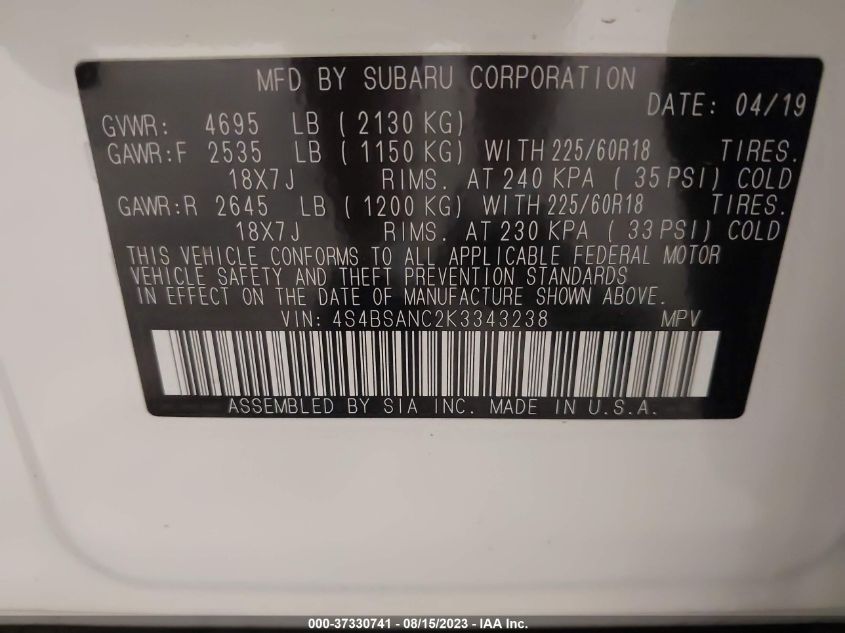 MFD BY SUBARU CORPORATION
DATE: 04/19
GVWR: 4695 LB ( 2130 KG)
GAWR:F 2535 LB ( 1150 KG) WITH 225/60R18 TIRES.
18X7J RIMS. AT 240 KPA ( 35 PSI) COLD
GAWR:R 2645 LB ( 1200 KG) WITH 225/60R18 TIRES.
18X7J RIMS. AT 230 KPA ( 33 PSI) COLD
THIS VEHICLE CONFORMS TO ALL APPLICABLE FEDERAL MOTOR
VEHICLE SAFETY AND THEFT PREVENTION STANDARDS
IN EFFECT ON THE DATE OF MANUFACTURE SHOWN ABOVE.
VIN: 4S4BSANC2K3343238 MPV
ASSEMBLED BY SIA INC. MADE IN U.S.A.
000-37330741 - 08/15/2023 - IAA Inc.